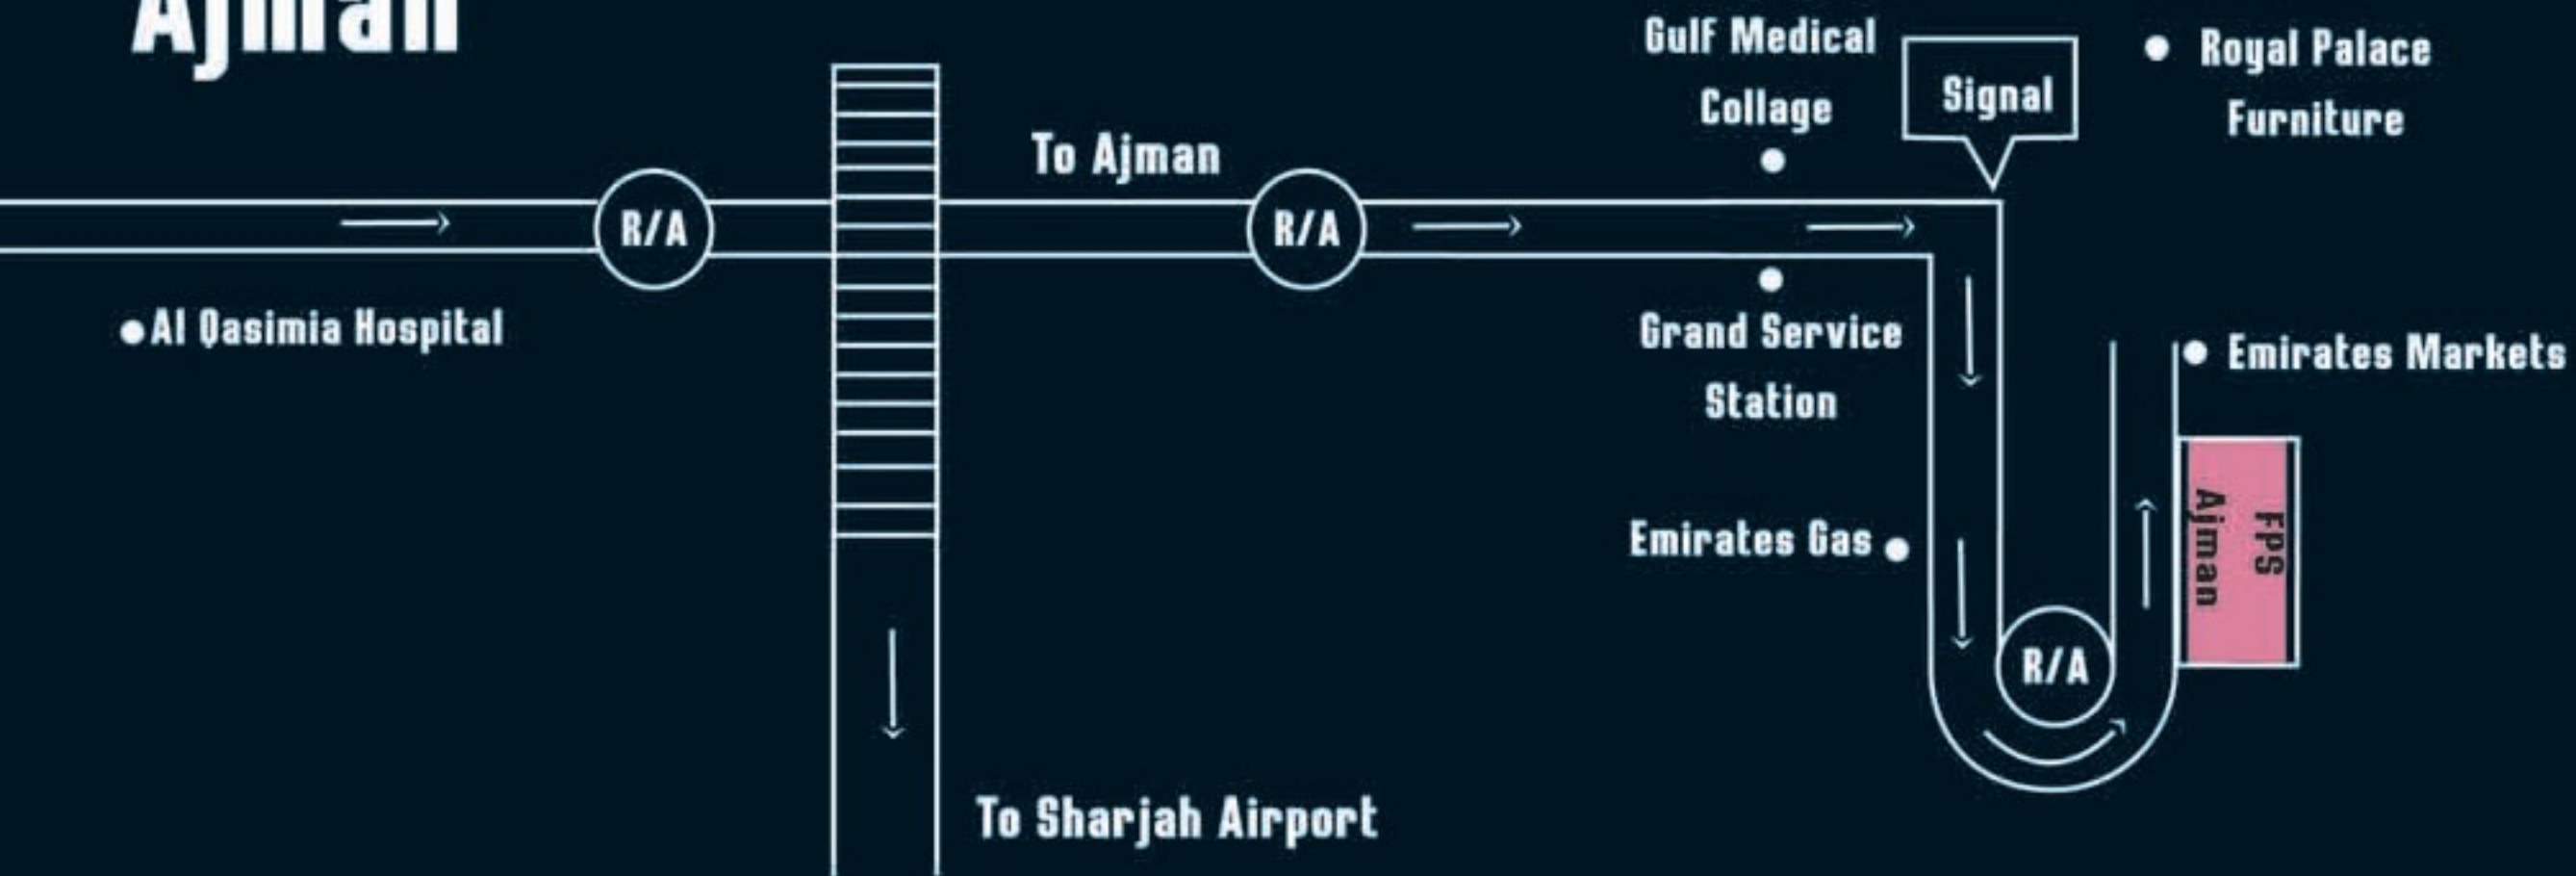 Ajman
Gulf Medical
Collage
Signal
Royal Palace
Furniture
To Ajman
R/A
R/A
Al Qasimia Hospital
Grand Service
Station
Emirates Markets
Emirates Gas
FPS
Ajman
R/A
To Sharjah Airport